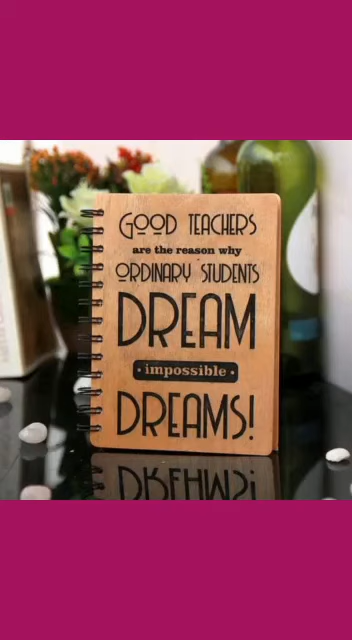 GOOD TEACHERS
are the reason why
ORDINARY STUDENTS
DREAM
• impossible •
DREAMS!